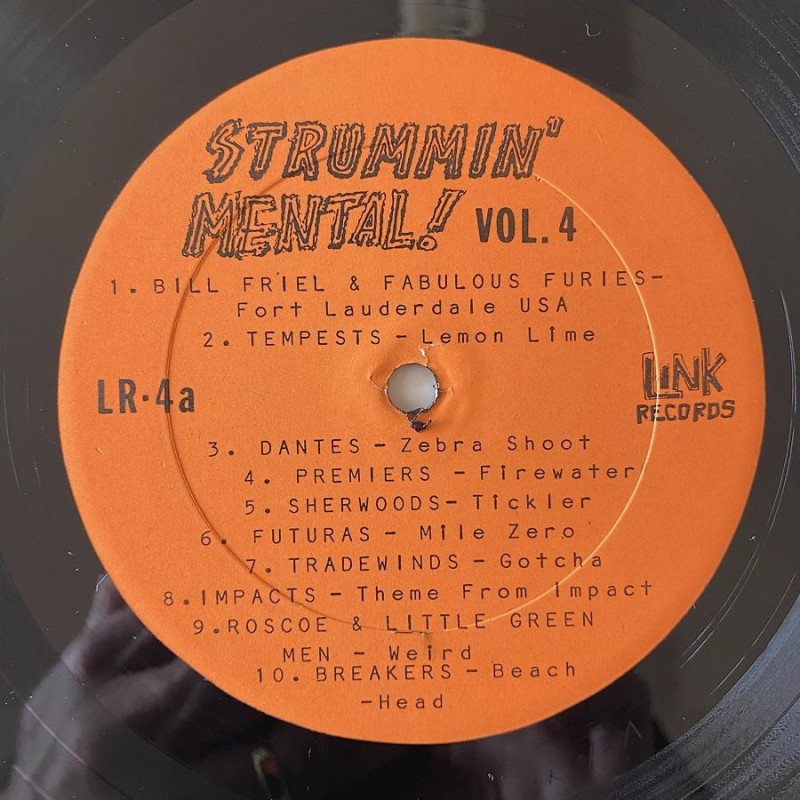 STRUMMIN'
MENTAL! VOL. 4
1. BILL FRIEL & FABULOUS FURIES-
Fort Lauderdale USA
2. TEMPESTS - Lemon Lime
LR·4a
LINK
RECORDS
3. DANTES - Zebra Shoot
4. PREMIERS - Firewater
5. SHERWOODS- Tickler
6. FUTURAS - Mile Zero
7. TRADEWINDS - Gotcha
8. IMPACTS - Theme From Impact
9. ROSCOE & LITTLE GREEN
MEN - Weird
10. BREAKERS - Beach
-Head